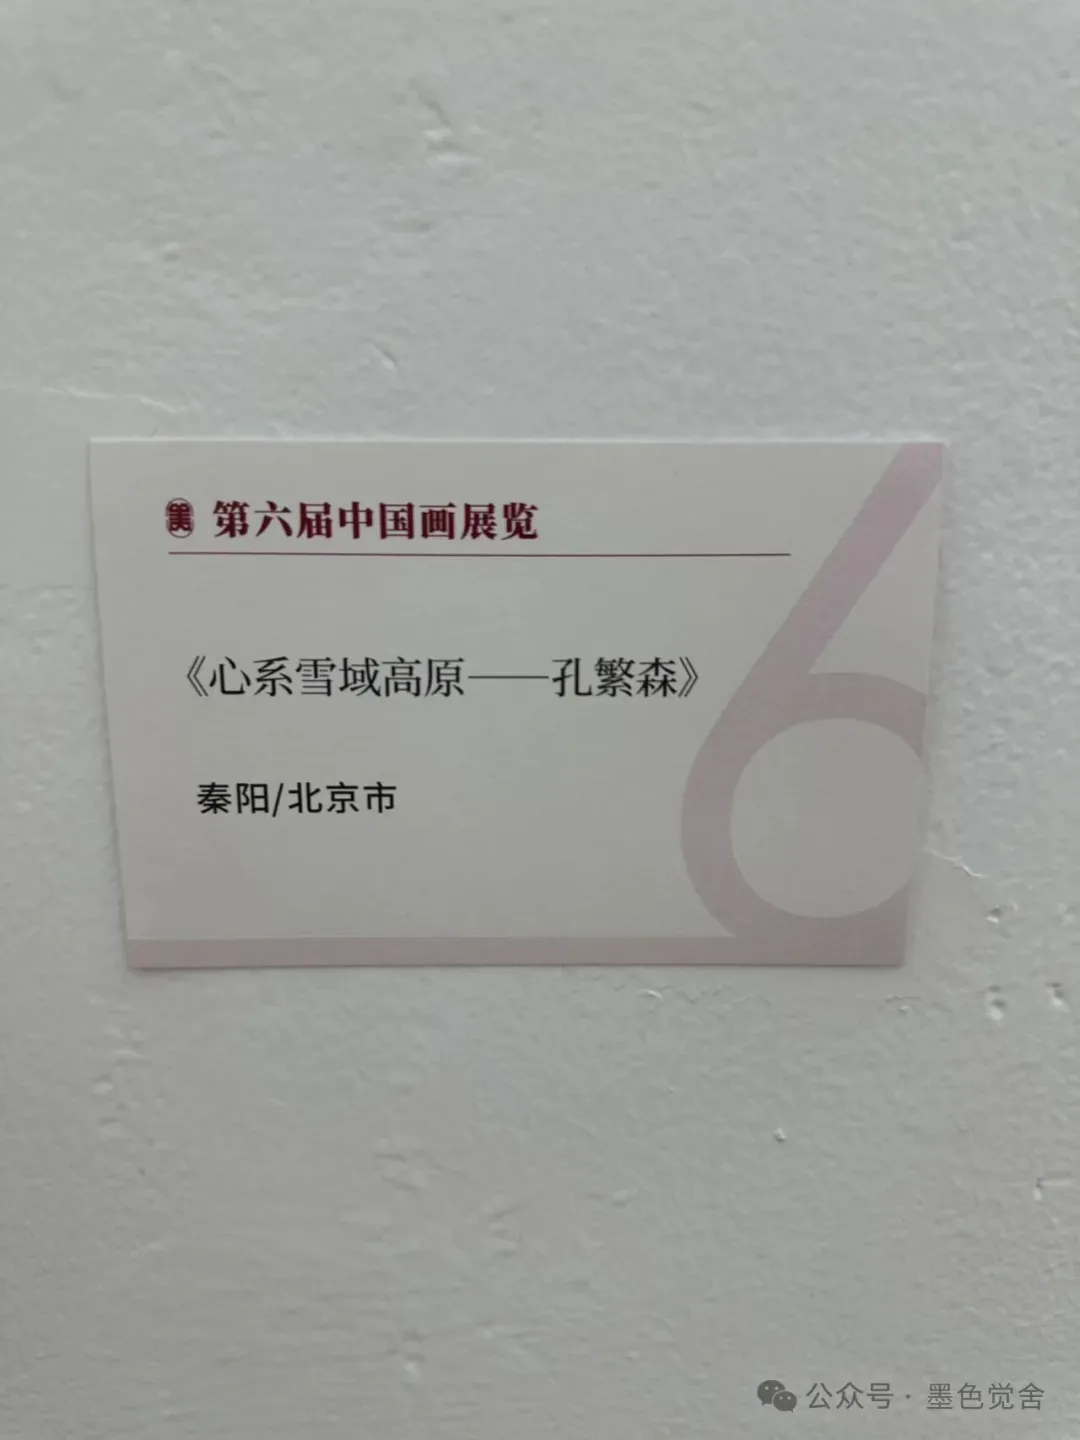 第六届中国画展览
《心系雪域高原——孔繁森》
秦阳/北京市
公众号·墨色觉舍